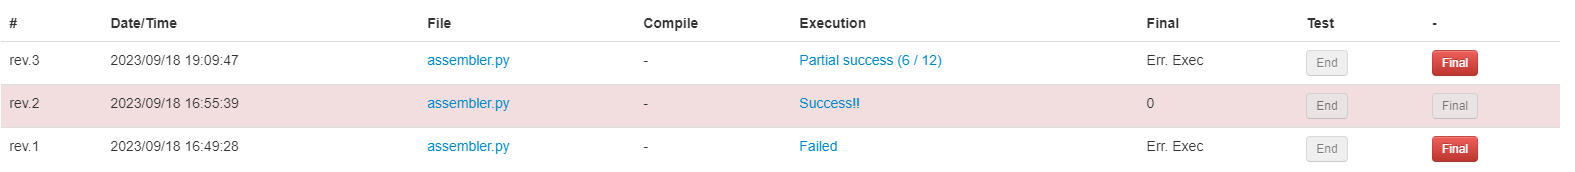 # Date/Time File Compile Execution Final Test -
rev.3 2023/09/18 19:09:47 assembler.py - Partial success (6 / 12) Err. Exec End Final
rev.2 2023/09/18 16:55:39 assembler.py - Success!! 0 End Final
rev.1 2023/09/18 16:49:28 assembler.py - Failed Err. Exec End Final